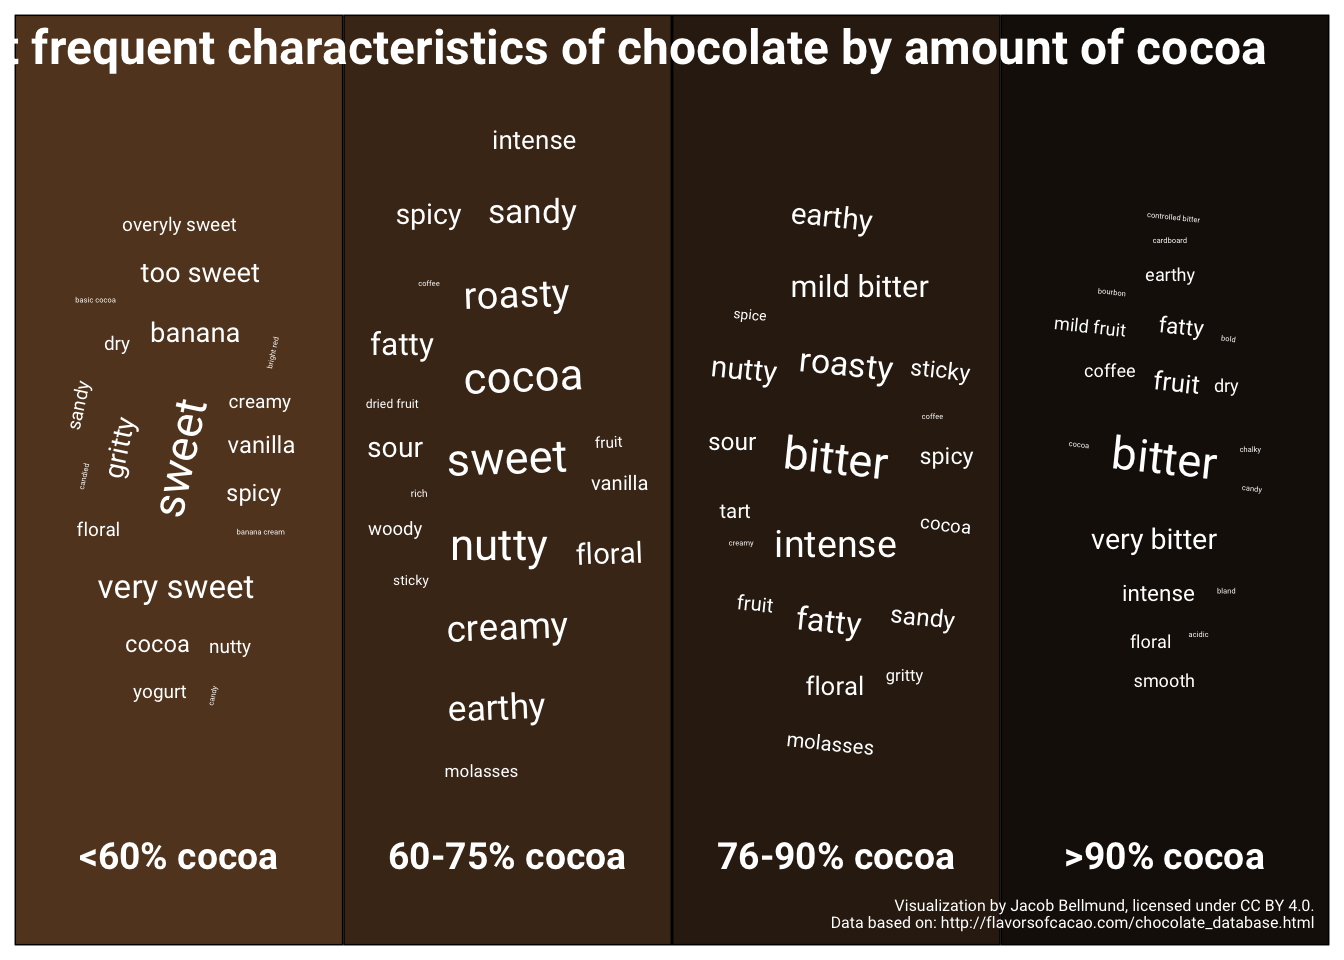 t frequent characteristics of chocolate by amount of cocoa
overyly sweet
too sweet
basic cocoa
banana
dry
bright red
sandy
creamy
gritty
sweet
vanilla
candied
spicy
floral
banana cream
very sweet
cocoa
nutty
yogurt
candy
<60% cocoa
intense
spicy
sandy
coffee
roasty
fatty
cocoa
dried fruit
sour
sweet
fruit
vanilla
rich
woody
nutty
floral
sticky
creamy
earthy
molasses
60-75% cocoa
earthy
mild bitter
spice
nutty
roasty
sticky
coffee
sour
bitter
spicy
tart
cocoa
creamy
intense
fruit
fatty
sandy
floral
gritty
molasses
76-90% cocoa
controlled bitter
cardboard
earthy
bourbon
mild fruit
fatty
bold
coffee
fruit
dry
cocoa
bitter
chalky
candy
very bitter
intense
bland
floral
acidic
smooth
>90% cocoa
Visualization by Jacob Bellmund, licensed under CC BY 4.0.
Data based on: http://flavorsofcacao.com/chocolate_database.html